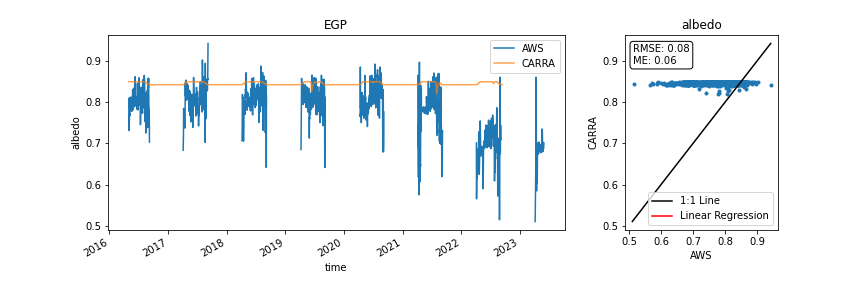 EGP
albedo
0.9
0.8
0.7
0.6
0.5
2016
2017
2018
2019
2020
2021
2022
2023
time
AWS
CARRA
albedo
CARRA
0.9
0.8
0.7
0.6
0.5
RMSE: 0.08
ME: 0.06
1:1 Line
Linear Regression
0.5
0.6
0.7
0.8
0.9
AWS